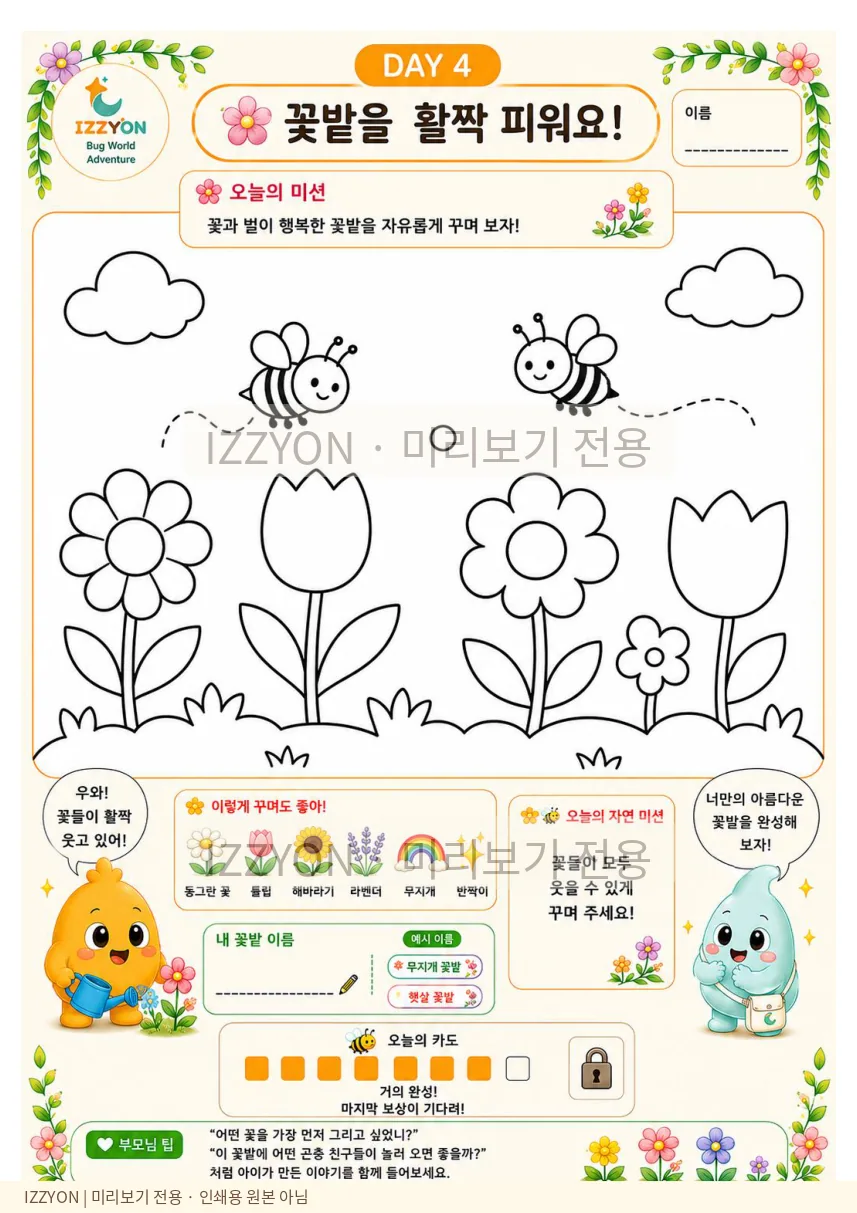 DAY 4
꽃밭을 활짝 피워요!
IZZYON
Bug World
Adventure
이름
오늘의 미션
꽃과 벌이 행복한 꽃밭을 자유롭게 꾸며 보자!
IZZYON · 미리보기 전용
우와!
꽃들이 활짝
웃고 있어!
이렇게 꾸며도 좋아!
동그란 꽃 튤립 해바라기 라벤더 무지개 반짝이
IZZYON · 미리보기 전용
오늘의 자연 미션
꽃들이 모두
웃을 수 있게
꾸며 주세요!
너만의 아름다운
꽃밭을 완성해
보자!
내 꽃밭 이름
예시 이름
무지개 꽃밭
햇살 꽃밭
오늘의 카도
거의 완성!
마지막 보상이 기다려!
부모님 팁
“어떤 꽃을 가장 먼저 그리고 싶었니?”
“이 꽃밭에 어떤 곤충 친구들이 놀러 오면 좋을까?”
처럼 아이가 만든 이야기를 함께 들어보세요.
IZZYON | 미리보기 전용 · 인쇄용 원본 아님